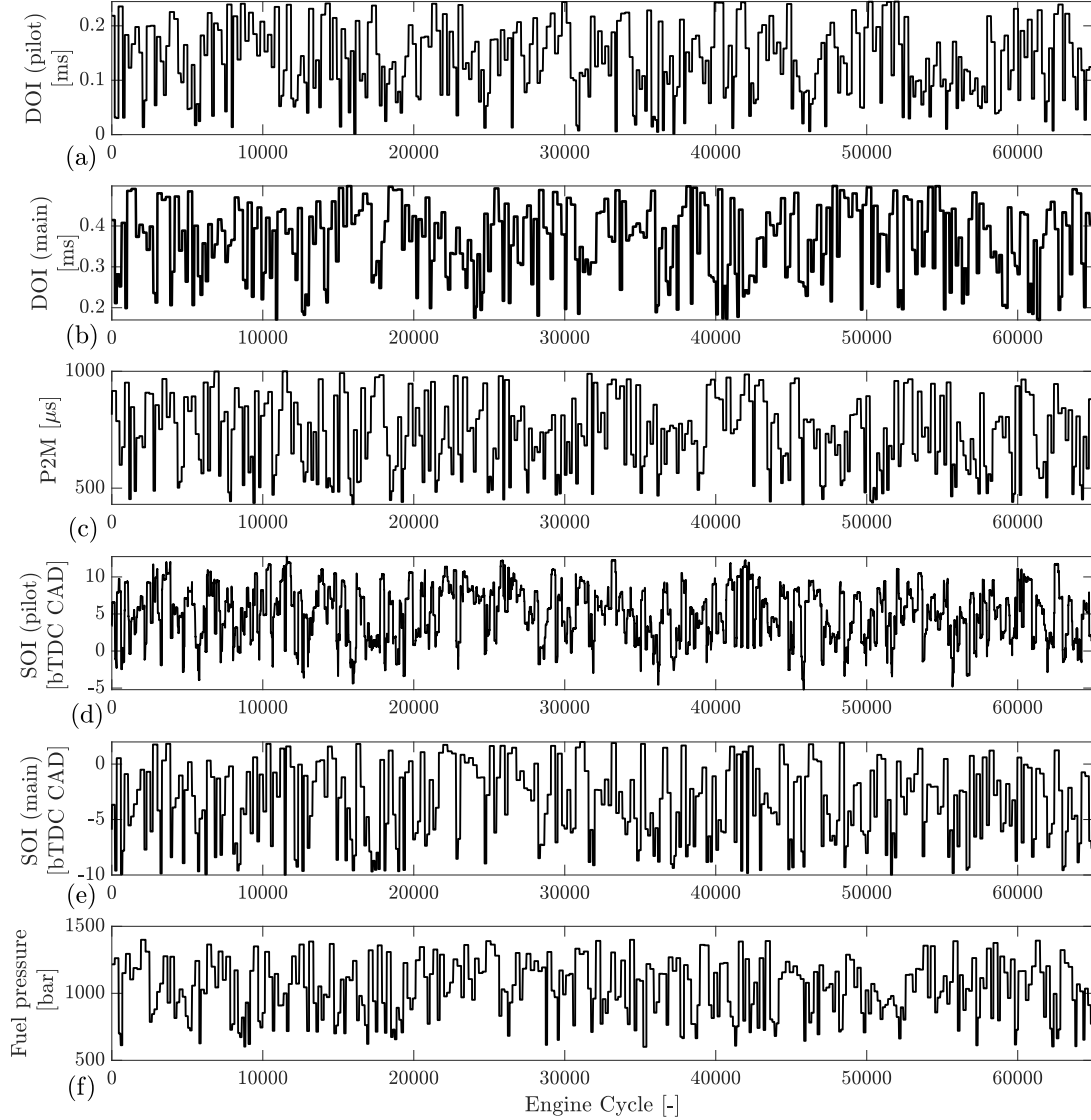 DOI (pilot)
[ms]
0.2
0.1
0
0 10000 20000 30000 40000 50000 60000
(a)
DOI (main)
[ms]
0.4
0.3
0.2
0 10000 20000 30000 40000 50000 60000
(b)
P2M [μs]
1000
500
0 10000 20000 30000 40000 50000 60000
(c)
SOI (pilot)
[bTDC CAD]
10
5
0
-5
0 10000 20000 30000 40000 50000 60000
(d)
SOI (main)
[bTDC CAD]
0
-5
-10
0 10000 20000 30000 40000 50000 60000
(e)
Fuel pressure
[bar]
1500
1000
500
0 10000 20000 30000 40000 50000 60000
(f)
Engine Cycle [-]